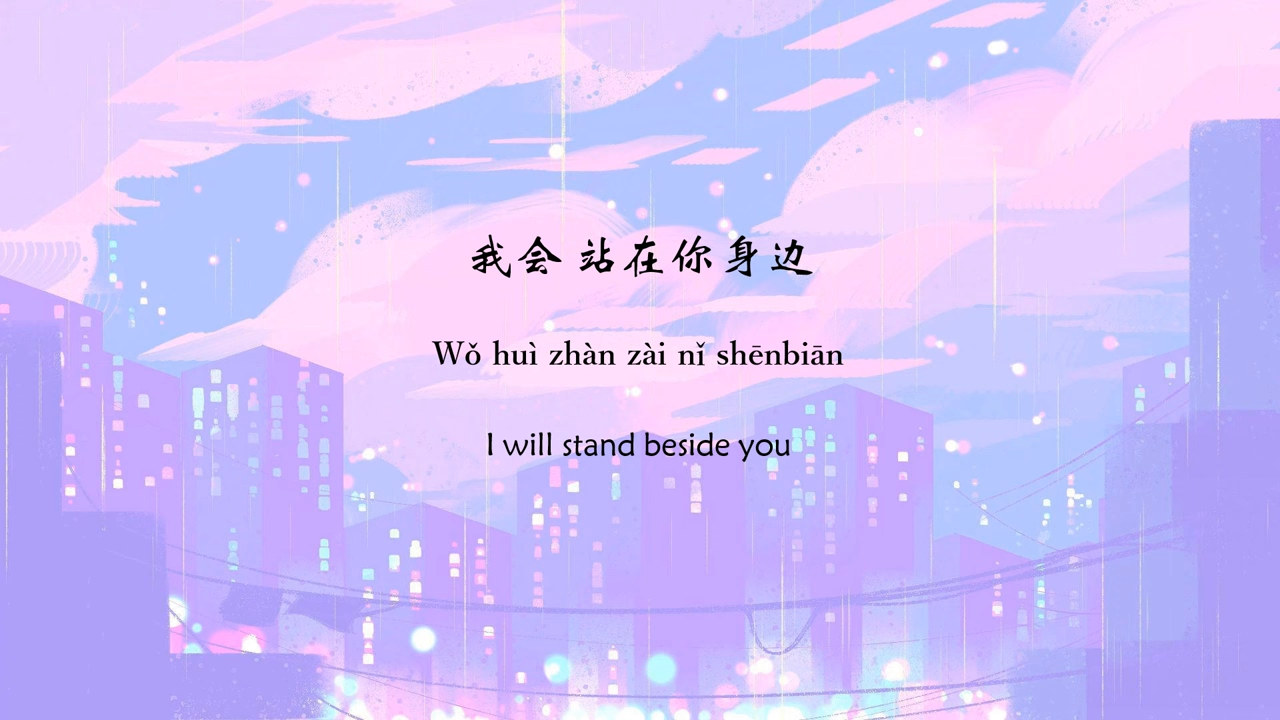 我会 站在你身边
Wǒ huì zhàn zài nǐ shēnbiān
I will stand beside you